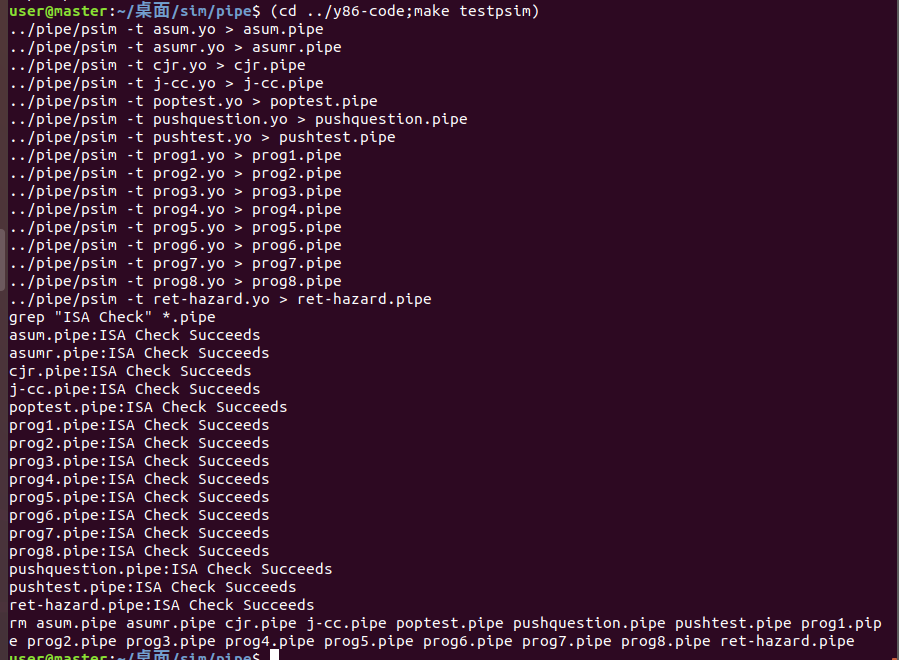 user@master:~/桌面/sim/pipe$ (cd ../y86-code;make testpsim)
../pipe/psim -t asum.yo > asum.pipe
../pipe/psim -t asumr.yo > asumr.pipe
../pipe/psim -t cjr.yo > cjr.pipe
../pipe/psim -t j-cc.yo > j-cc.pipe
../pipe/psim -t poptest.yo > poptest.pipe
../pipe/psim -t pushquestion.yo > pushquestion.pipe
../pipe/psim -t pushtest.yo > pushtest.pipe
../pipe/psim -t prog1.yo > prog1.pipe
../pipe/psim -t prog2.yo > prog2.pipe
../pipe/psim -t prog3.yo > prog3.pipe
../pipe/psim -t prog4.yo > prog4.pipe
../pipe/psim -t prog5.yo > prog5.pipe
../pipe/psim -t prog6.yo > prog6.pipe
../pipe/psim -t prog7.yo > prog7.pipe
../pipe/psim -t prog8.yo > prog8.pipe
../pipe/psim -t ret-hazard.yo > ret-hazard.pipe
grep "ISA Check" *.pipe
asum.pipe:ISA Check Succeeds
asumr.pipe:ISA Check Succeeds
cjr.pipe:ISA Check Succeeds
j-cc.pipe:ISA Check Succeeds
poptest.pipe:ISA Check Succeeds
prog1.pipe:ISA Check Succeeds
prog2.pipe:ISA Check Succeeds
prog3.pipe:ISA Check Succeeds
prog4.pipe:ISA Check Succeeds
prog5.pipe:ISA Check Succeeds
prog6.pipe:ISA Check Succeeds
prog7.pipe:ISA Check Succeeds
prog8.pipe:ISA Check Succeeds
pushquestion.pipe:ISA Check Succeeds
pushtest.pipe:ISA Check Succeeds
ret-hazard.pipe:ISA Check Succeeds
rm asum.pipe asumr.pipe cjr.pipe j-cc.pipe poptest.pipe pushquestion.pipe pushtest.pipe prog1.pip
e prog2.pipe prog3.pipe prog4.pipe prog5.pipe prog6.pipe prog7.pipe prog8.pipe ret-hazard.pipe
user@master:~/桌面/sim/pipe$